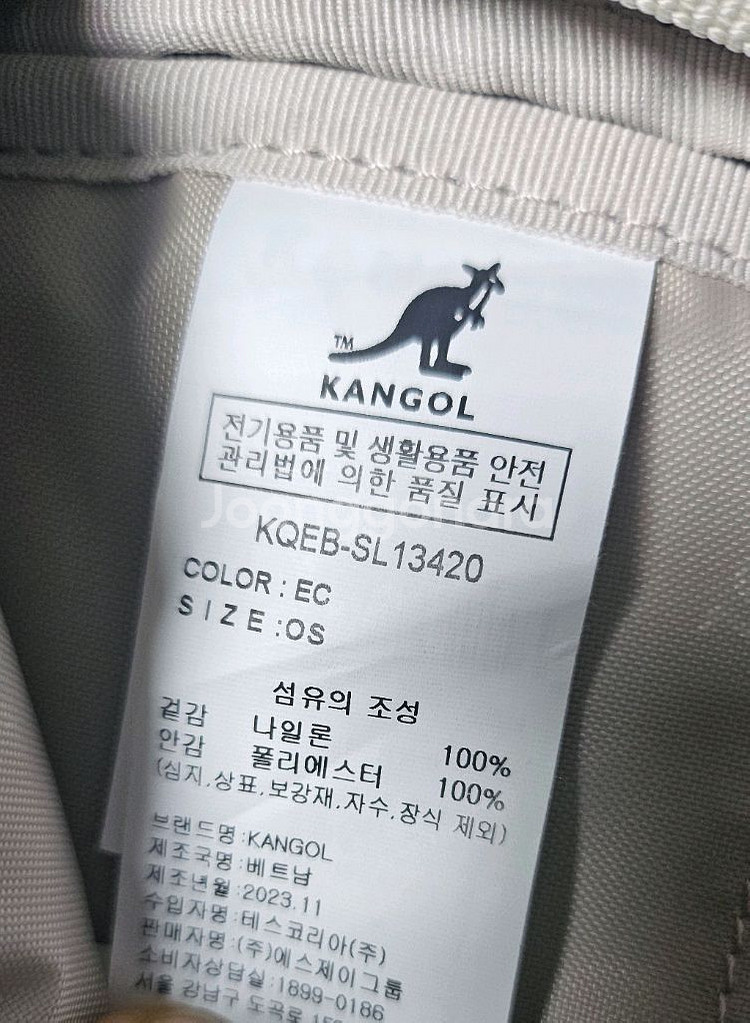 TM
KANGOL
전기용품 및 생활용품 안전
관리법에 의한 품질 표시
Joonggonara
KQEB-SL13420
COLOR : EC
SIZE : OS
섬유의 조성
겉감 나일론 100%
안감 폴리에스터 100%
(심지,상표,보강재,자수,장식 제외)
브랜드명:KANGOL
제조국명:베트남
제조년월:2023.11
수입자명:테스코리아(주)
판매자명:(주)에스제이그룹
소비자상담실:1899-0186
서울 강남구 도곡로